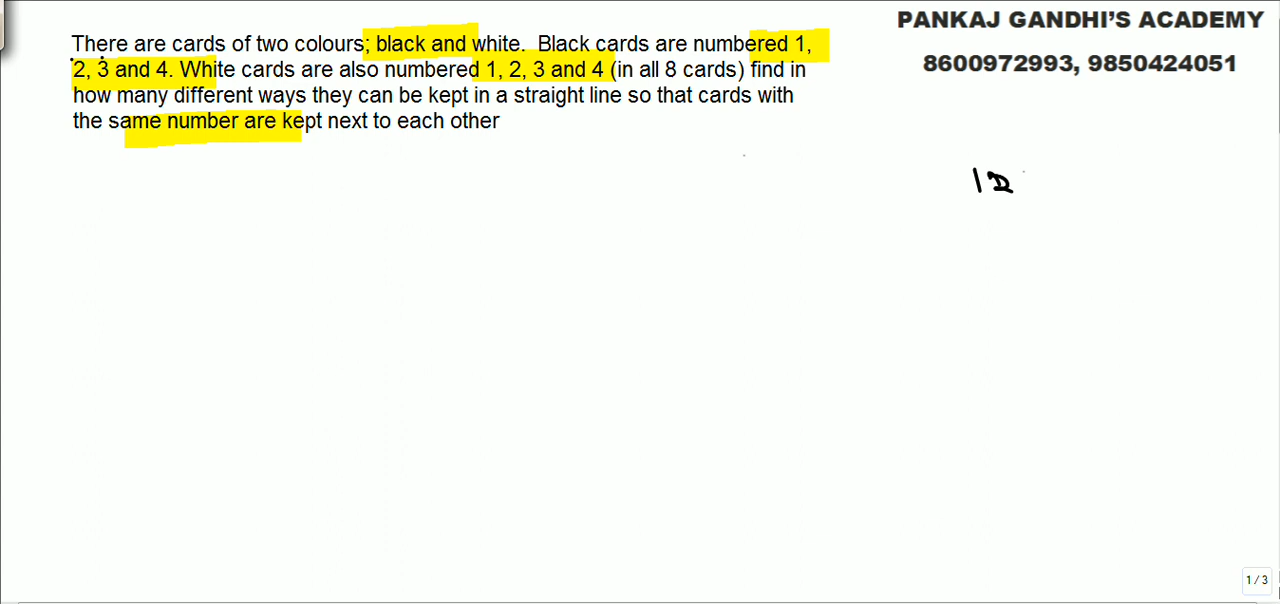 There are cards of two colours; black and white. Black cards are numbered 1,
2, 3 and 4. White cards are also numbered 1, 2, 3 and 4 (in all 8 cards) find in
how many different ways they can be kept in a straight line so that cards with
the same number are kept next to each other
PANKAJ GANDHI'S ACADEMY
8600972993, 9850424051
1 / 3